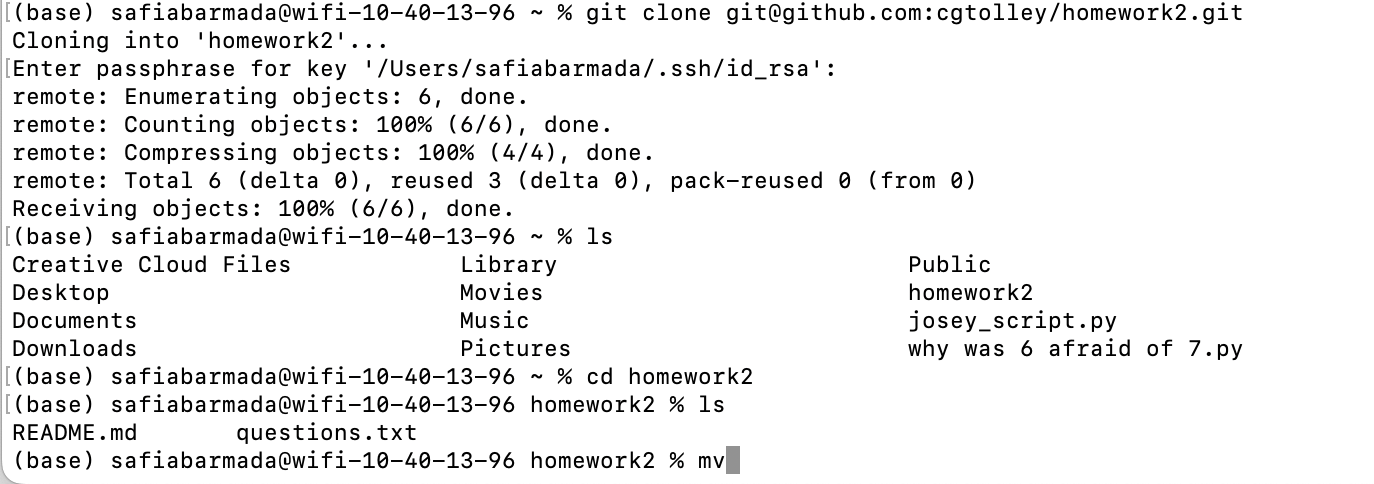 [(base) safiabarmada@wifi-10-40-13-96 ~ % git clone git@github.com:cgtolley/homework2.git
Cloning into 'homework2'...
[Enter passphrase for key '/Users/safiabarmada/.ssh/id_rsa':
remote: Enumerating objects: 6, done.
remote: Counting objects: 100% (6/6), done.
remote: Compressing objects: 100% (4/4), done.
remote: Total 6 (delta 0), reused 3 (delta 0), pack-reused 0 (from 0)
Receiving objects: 100% (6/6), done.
[(base) safiabarmada@wifi-10-40-13-96 ~ % ls
Creative Cloud Files Library Public
Desktop Movies homework2
Documents Music josey_script.py
Downloads Pictures why was 6 afraid of 7.py
[(base) safiabarmada@wifi-10-40-13-96 ~ % cd homework2
[(base) safiabarmada@wifi-10-40-13-96 homework2 % ls
README.md questions.txt
(base) safiabarmada@wifi-10-40-13-96 homework2 % mv